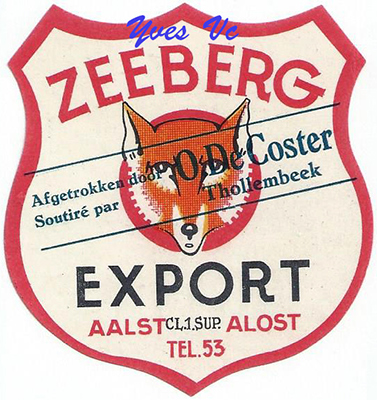 Yves Vc
ZEEBERG
Afgetrokken door O. De Coster
Soutiré par Thollembeek
EXPORT
AALST CL.1.SUP. ALOST
TEL.53